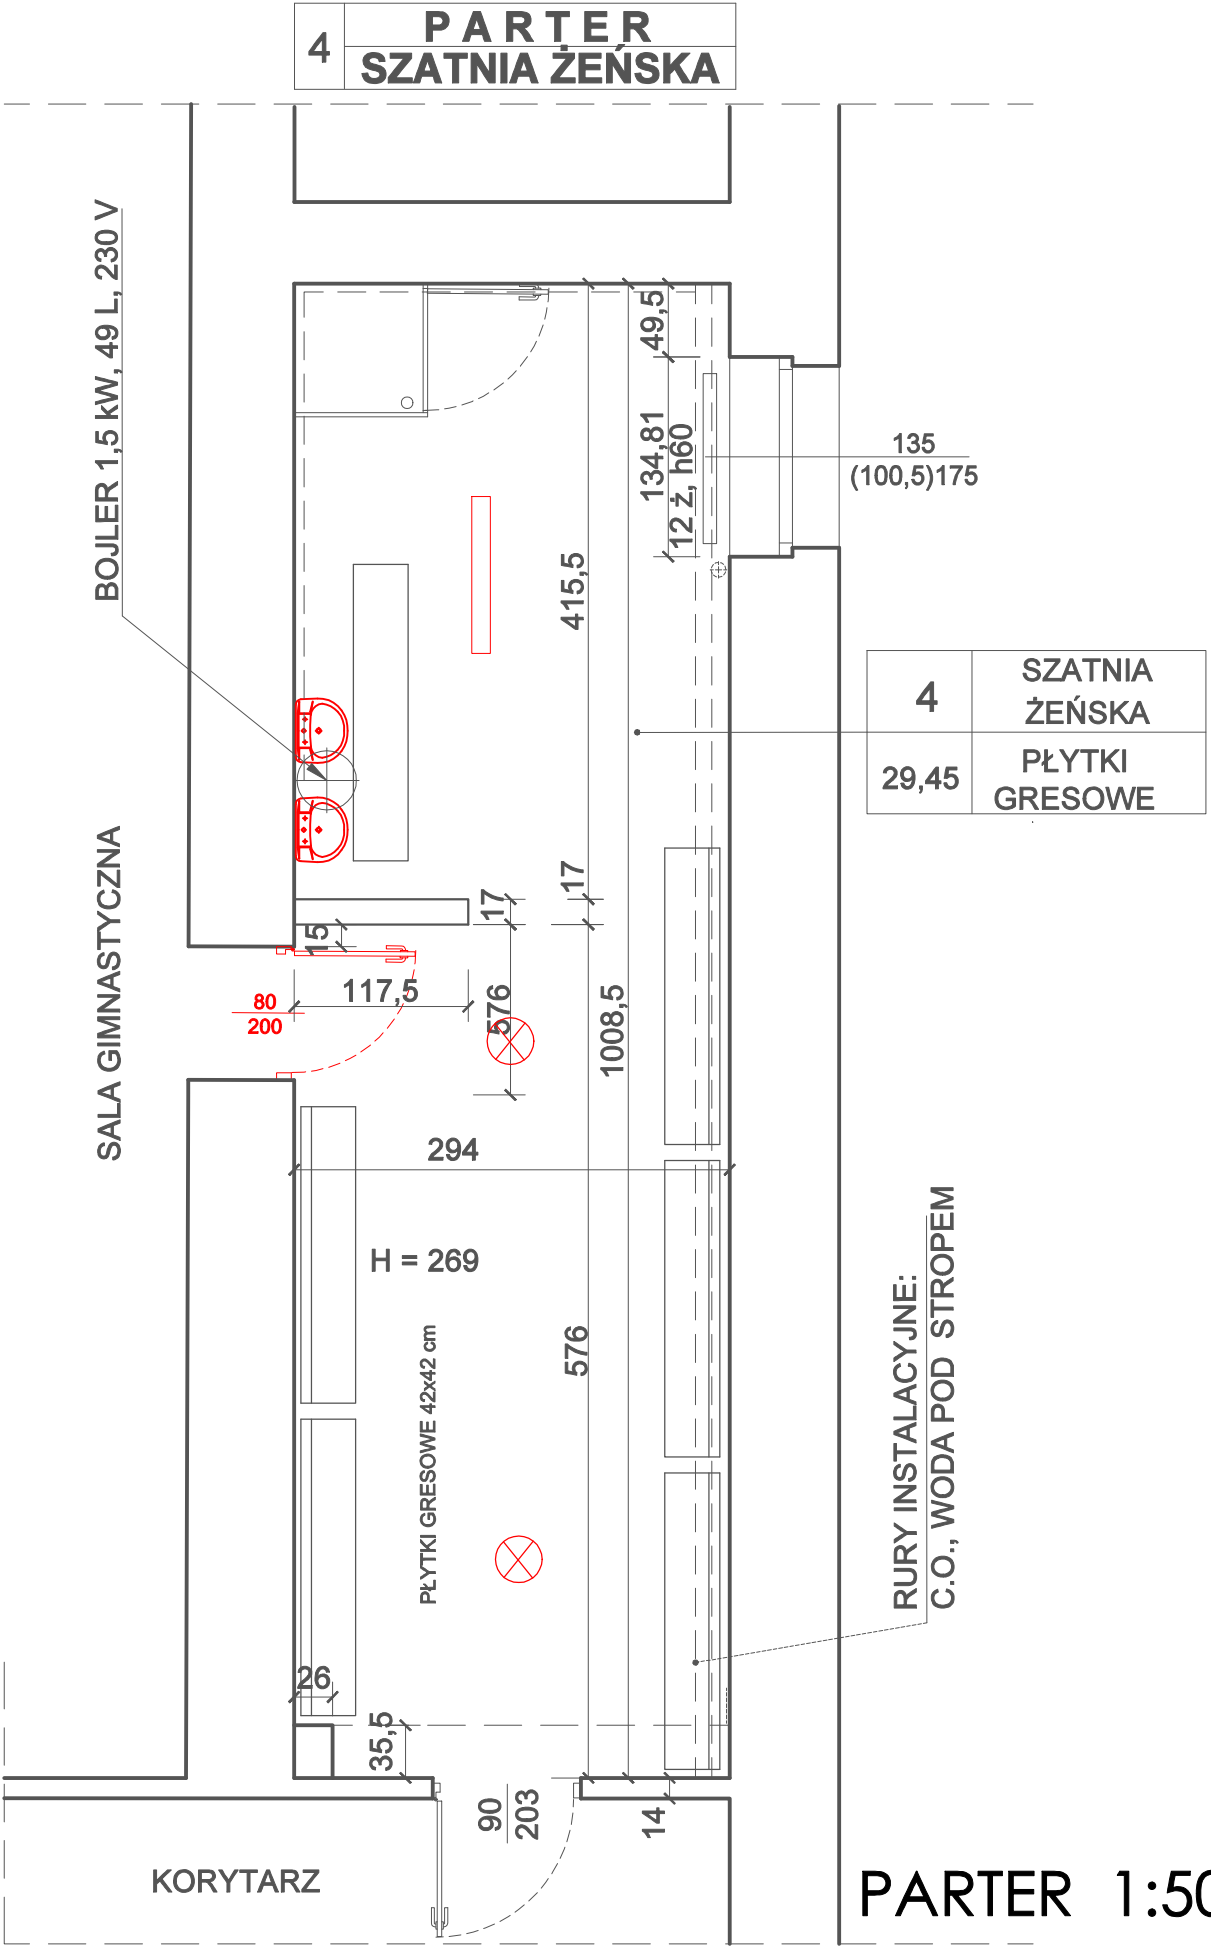 4
PARTER
SZATNIA ŻEŃSKA
BOJLER 1,5 kW, 49 L, 230 V
49,5
134,81
12 ż, h60
135
(100,5)175
415,5
4
SZATNIA
ŻEŃSKA
29,45
PŁYTKI
GRESOWE
SALA GIMNASTYCZNA
17
17
15
117,5
576
1008,5
80
200
294
H = 269
576
PŁYTKI GRESOWE 42x42 cm
RURY INSTALACYJNE:
C.O., WODA POD STROPEM
26
35,5
90
203
14
KORYTARZ
PARTER 1:50